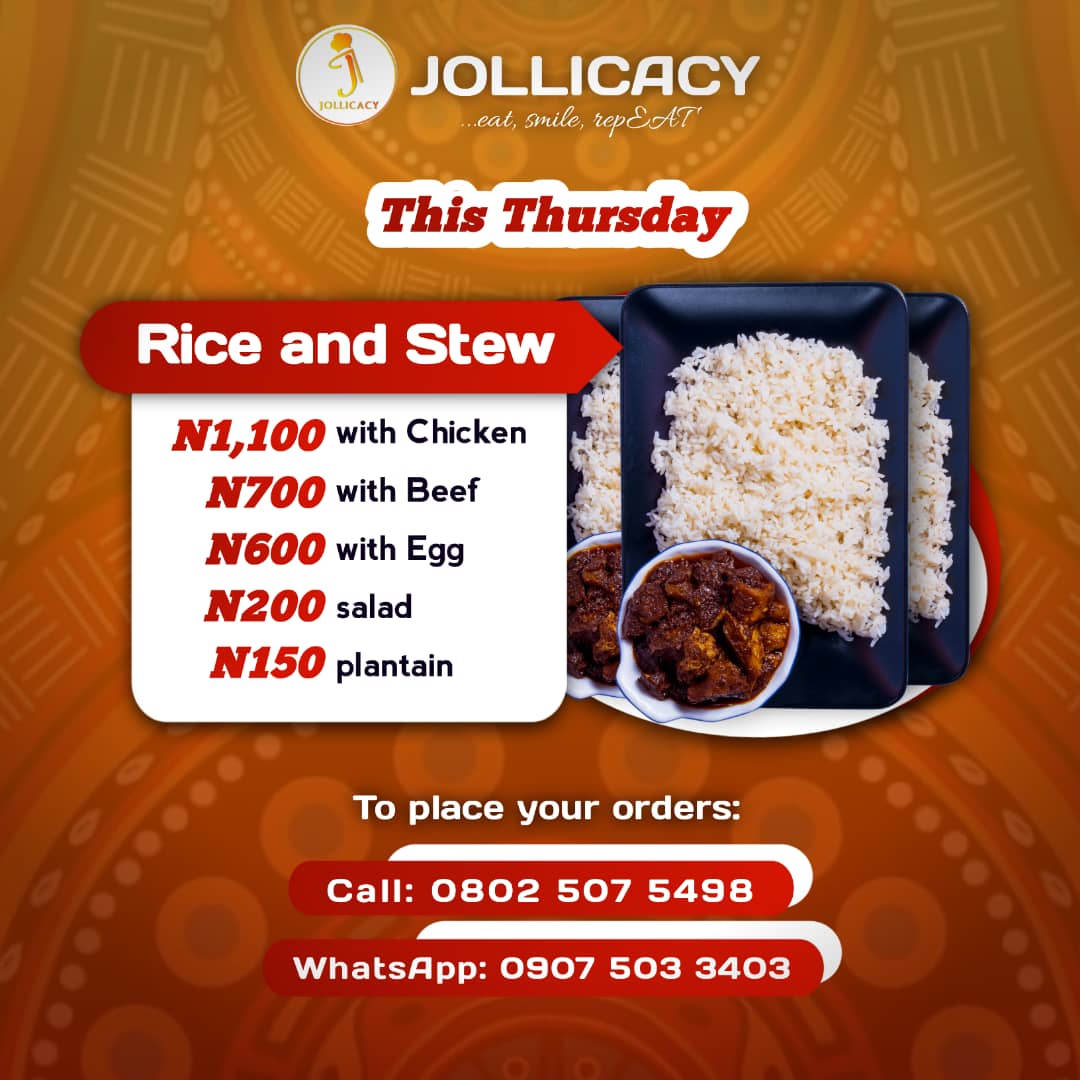 JOLLICACY
JOLLICACY
...eat, smile, repEAT
This Thursday
Rice and Stew
N1,100 with Chicken
N700 with Beef
N600 with Egg
N200 salad
N150 plantain
To place your orders:
Call: 0802 507 5498
WhatsApp: 0907 503 3403